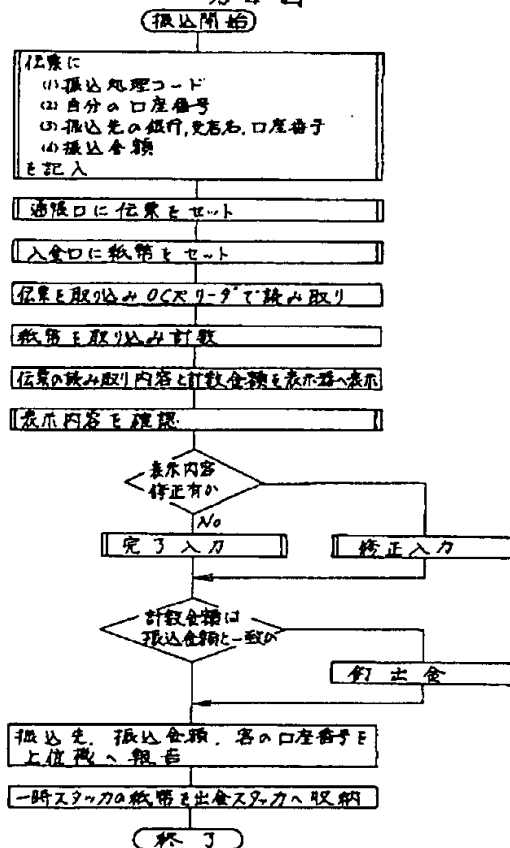 第4図
振込開始
伝票に
(1) 振込処理コード
(2) 自分の口座番号
(3) 振込先の銀行,支店名,口座番号
(4) 振込金額
を記入
通帳口に伝票をセット
入金口に紙幣をセット
伝票を取り込みOCRリーダで読み取り
紙幣を取り込み計数
伝票の読み取り内容と計数金額を表示器へ表示
表示内容を確認
表示内容
修正有か
No
完了入力
修正入力
計数金額は
振込金額と一致か
釣出金
振込先,振込金額,客の口座番号を
上位機へ報告
一時スタッカの紙幣を出金スタッカへ収納
終了